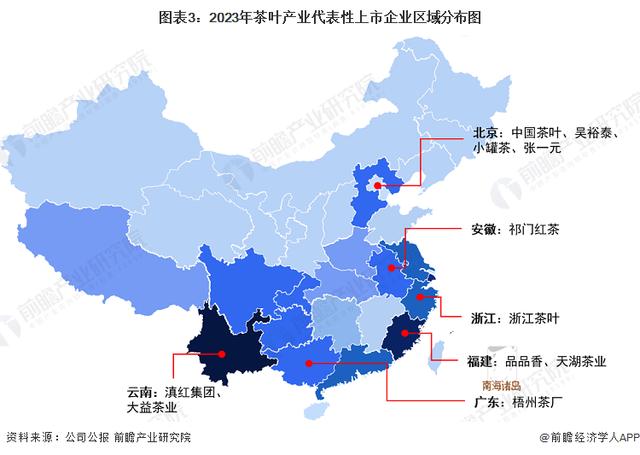 图表3：2023年茶叶产业代表性上市企业区域分布图
前瞻产业研究院
北京：中国茶叶、吴裕泰、
小罐茶、张一元
安徽：祁门红茶
浙江：浙江茶叶
福建：品品香、天湖茶业
南海诸岛
广东：梧州茶厂
云南：滇红集团、
大益茶业
资料来源：公司公报 前瞻产业研究院
@前瞻经济学人APP